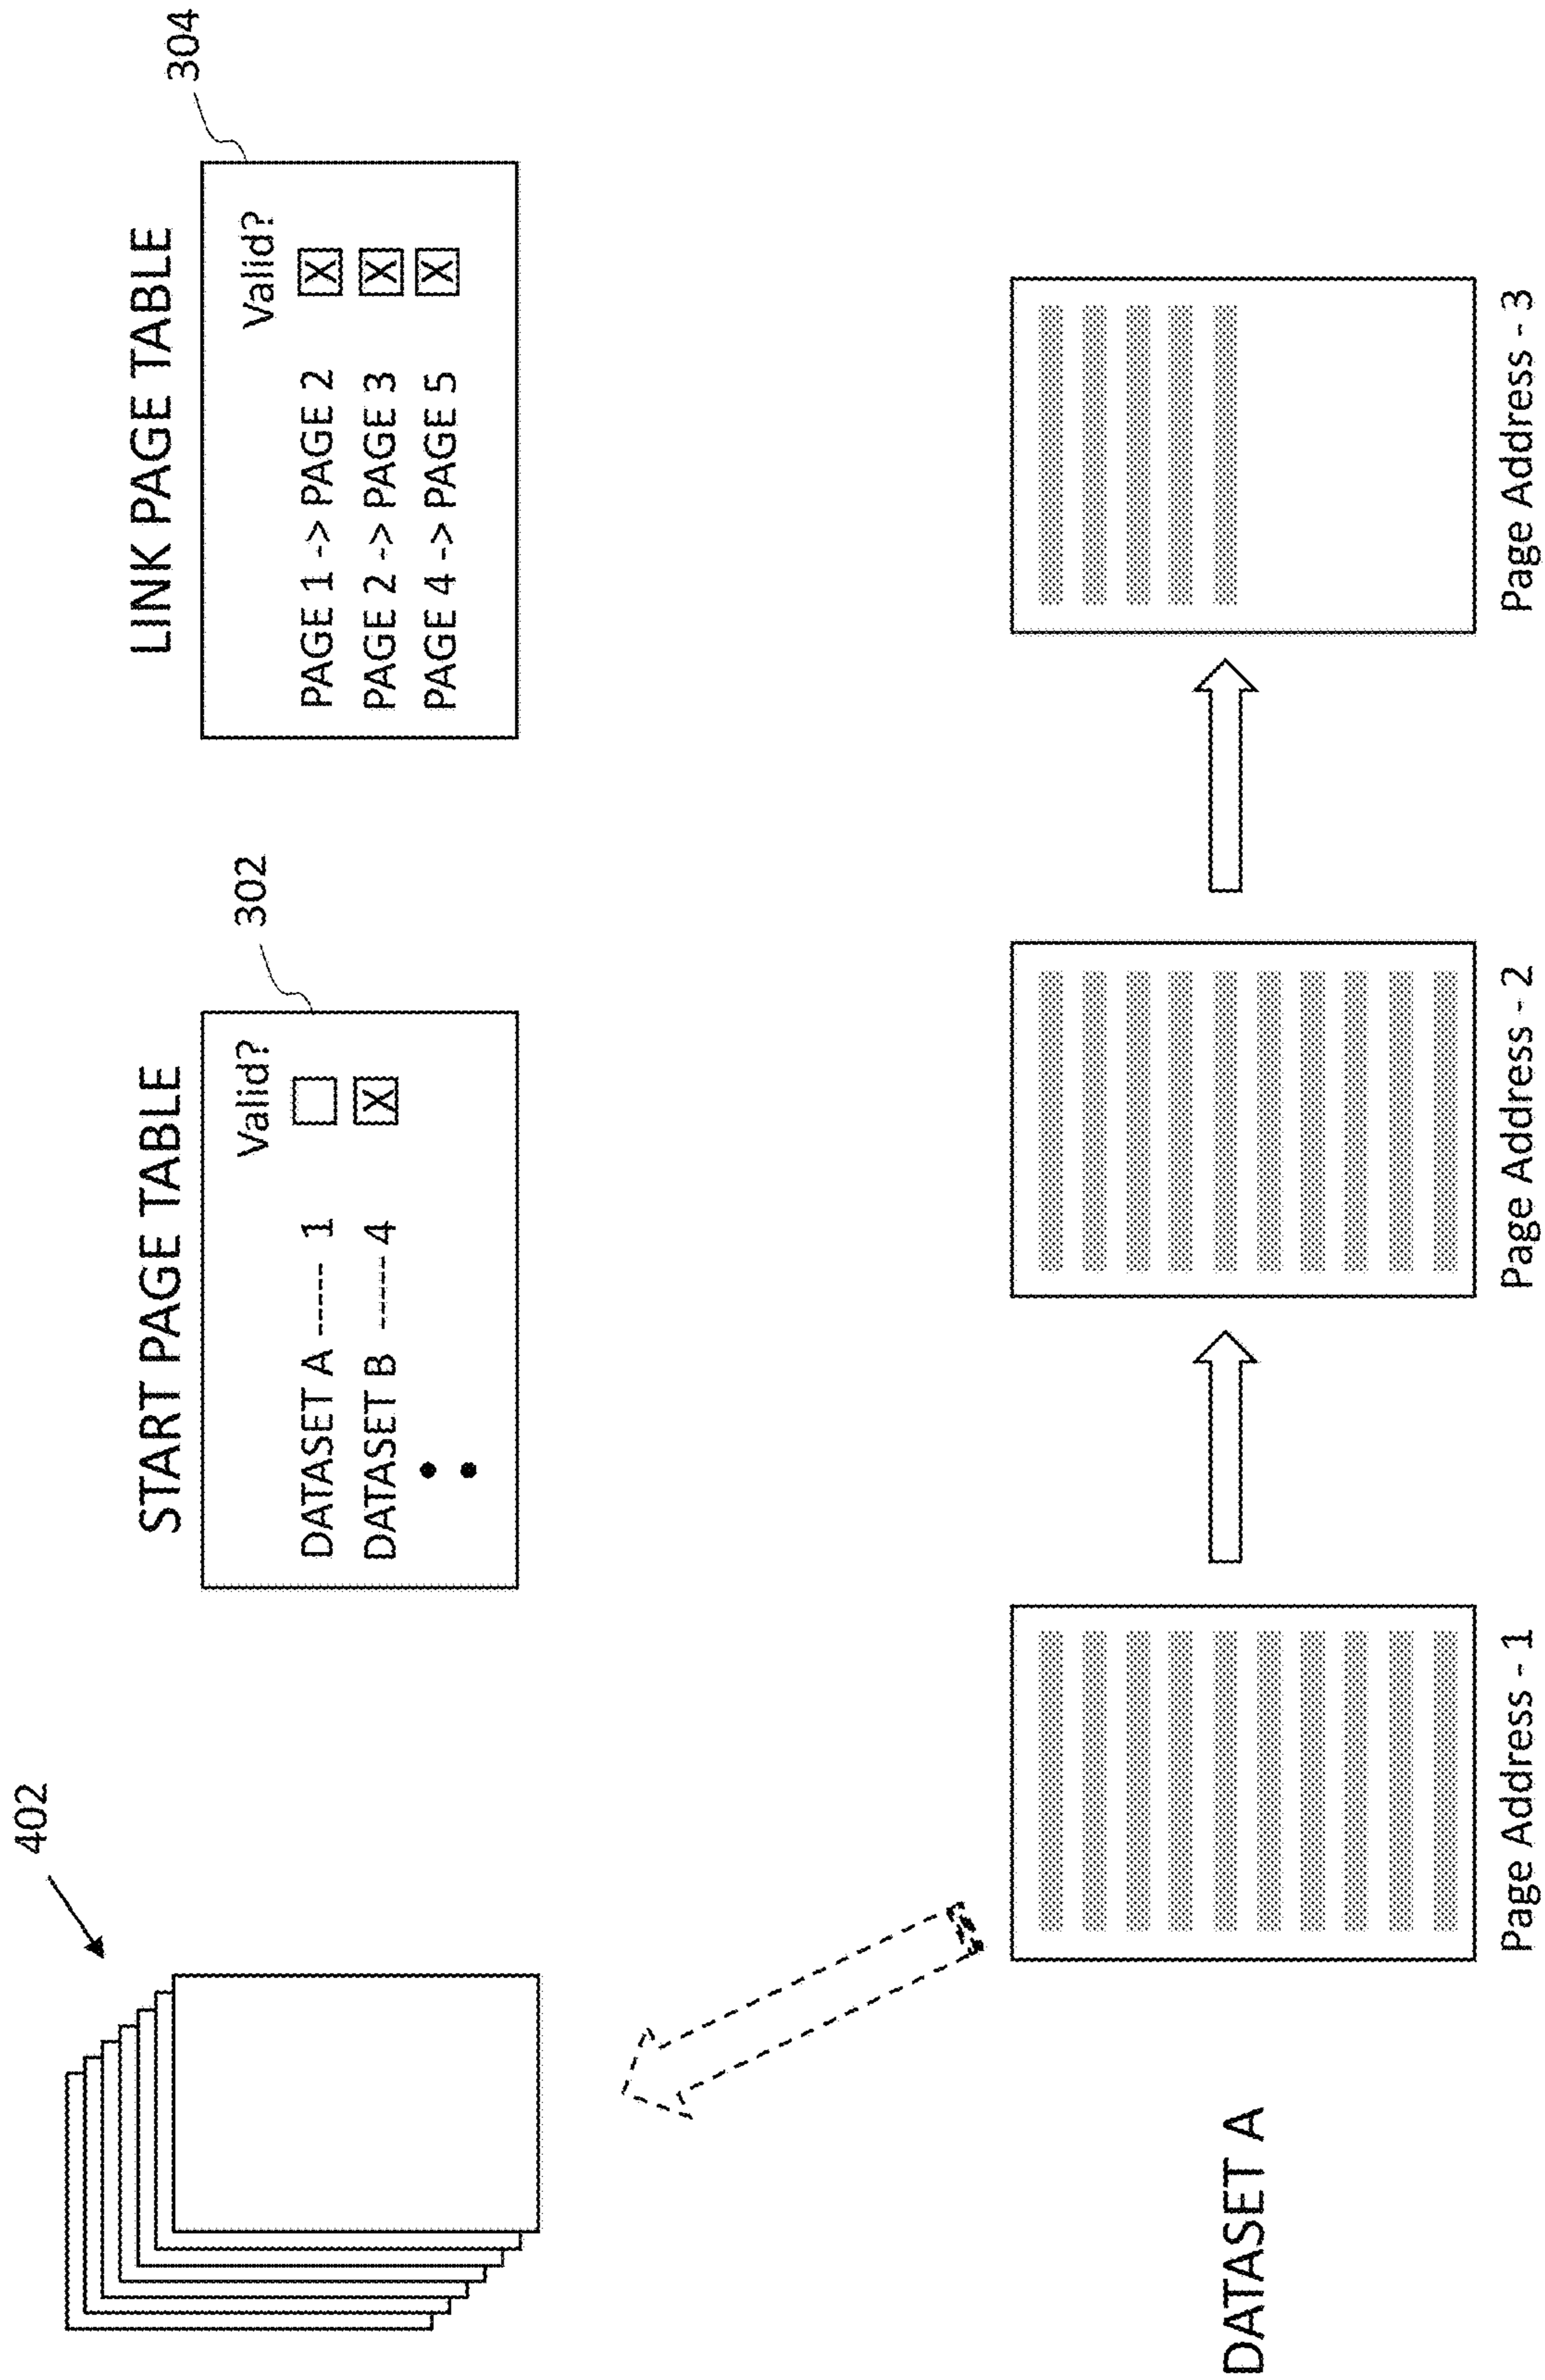 402
START PAGE TABLE
302
Valid?
DATASET A ----- 1
DATASET B ----- 4
LINK PAGE TABLE
304
Valid?
PAGE 1 -> PAGE 2 X
PAGE 2 -> PAGE 3 X
PAGE 4 -> PAGE 5 X
X
DATASET A
Page Address - 1
Page Address - 2
Page Address - 3